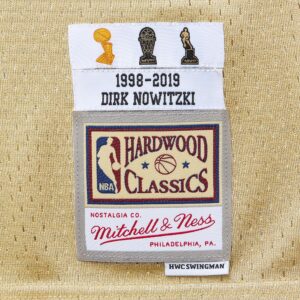 1998-2019
DIRK NOWITZKI
HARDWOOD
NBA
CLASSICS
NOSTALGIA CO.
Mitchell & Ness
PHILADELPHIA, PA.
HWC SWINGMAN